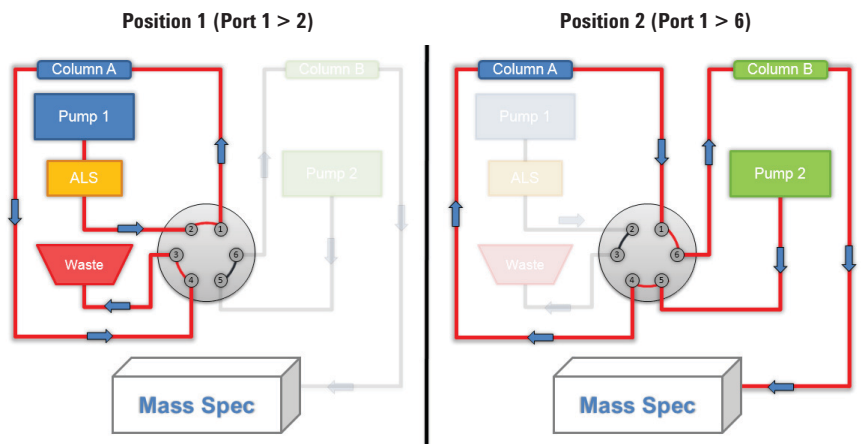 Position 1 (Port 1 > 2)
Column A
Column B
Pump 1
ALS
Pump 2
Waste
2
1
3
6
4
5
Mass Spec
Position 2 (Port 1 > 6)
Column A
Column B
Pump 1
ALS
Pump 2
Waste
2
1
3
6
4
5
Mass Spec